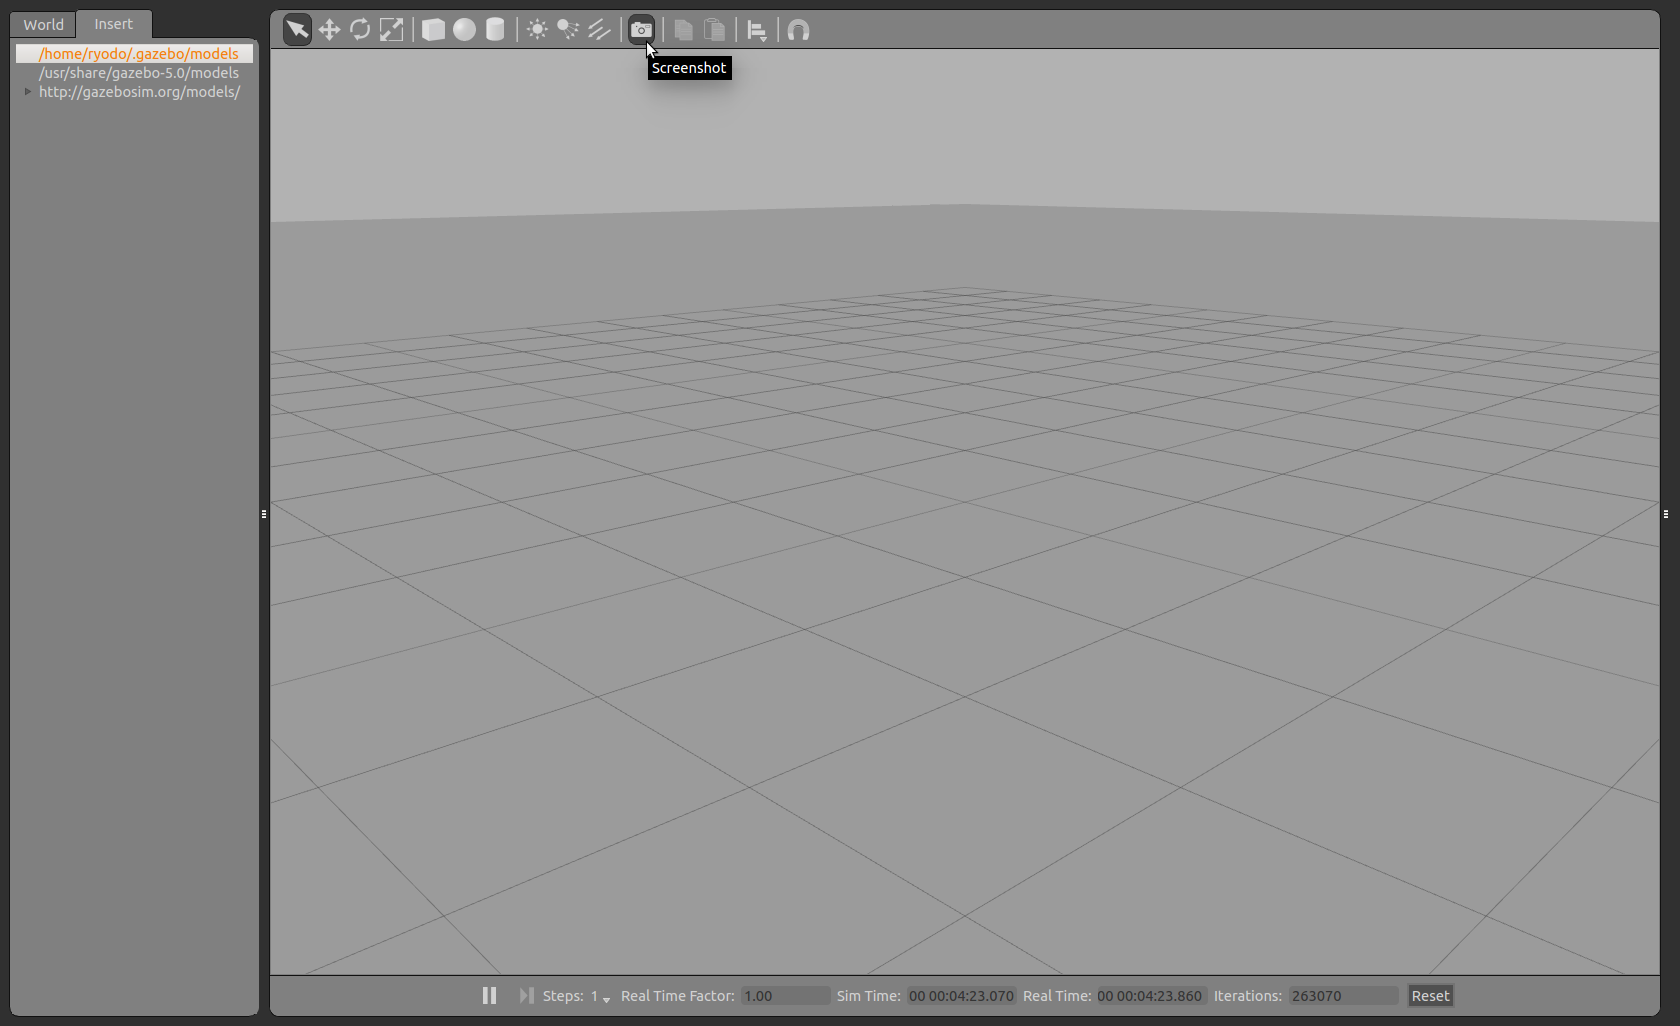 World Insert
/home/ryodo/.gazebo/models
/usr/share/gazebo-5.0/models
http://gazebosim.org/models/
Screenshot
Steps: 1 Real Time Factor: 1.00 Sim Time: 00 00:04:23.070 Real Time: 00 00:04:23.860 Iterations: 263070 Reset